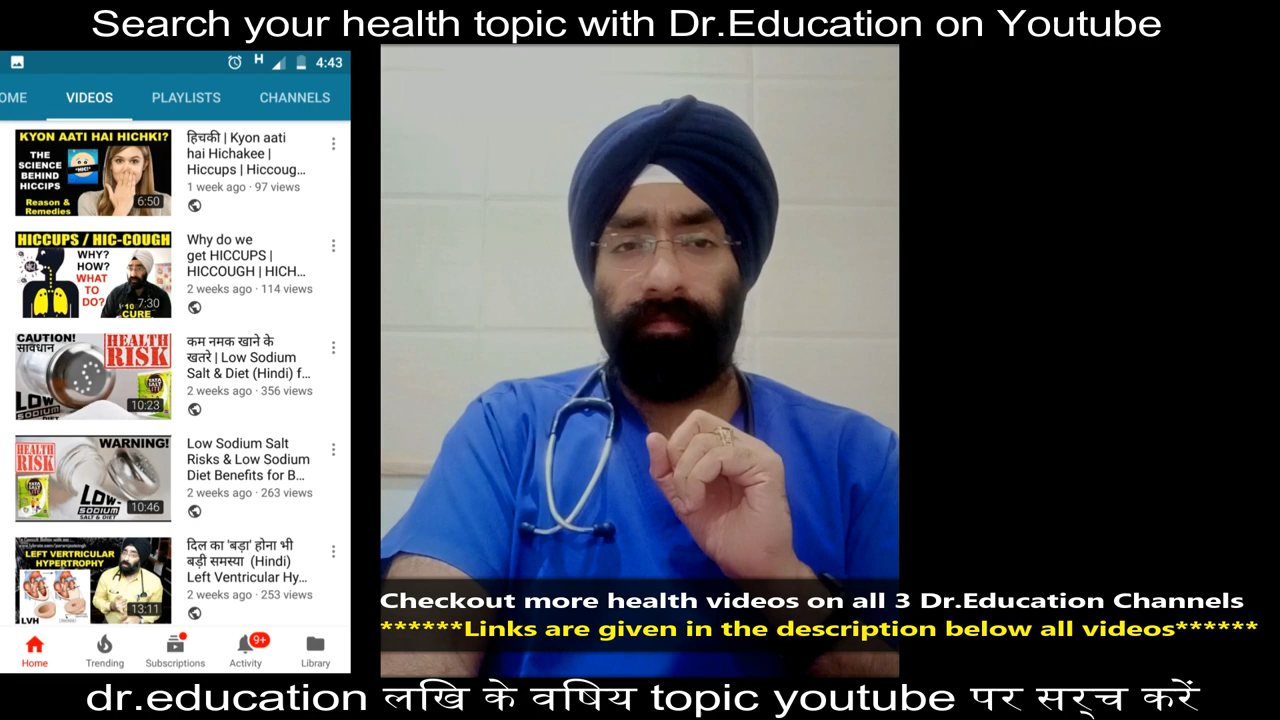 Search your health topic with Dr.Education on Youtube
H 4:43
OME VIDEOS PLAYLISTS CHANNELS
KYON AATI HAI HICHKI?
THE
SCIENCE
BEHIND
HICCIPS
Reason &
Remedies
6:50
हिचकी | Kyon aati
hai Hichakee |
Hiccups | Hiccoug...
1 week ago · 97 views
HICCUPS / HIC-COUGH
WHY?
HOW?
WHAT
TO
DO?
10
CURE
7:30
Why do we
get HICCUPS |
HICCOUGH | HICH...
2 weeks ago · 114 views
CAUTION!
सावधान
HEALTH
RISK
LOW
SODIUM
DIET
10:23
कम नमक खाने के
खतरे | Low Sodium
Salt & Diet (Hindi) f...
2 weeks ago · 356 views
WARNING!
HEALTH
RISK
LOW
SODIUM
SALT & DIET
10:46
Low Sodium Salt
Risks & Low Sodium
Diet Benefits for B...
2 weeks ago · 263 views
LEFT VERTRICULAR
HYPERTROPHY
LVH
13:11
दिल का 'बड़ा' होना भी
बड़ी समस्या (Hindi)
Left Ventricular Hy...
2 weeks ago · 253 views
9+
Home Trending Subscriptions Activity Library
Checkout more health videos on all 3 Dr.Education Channels
******Links are given in the description below all videos******
dr.education लखि के वषिय topic youtube पर सर्च करें